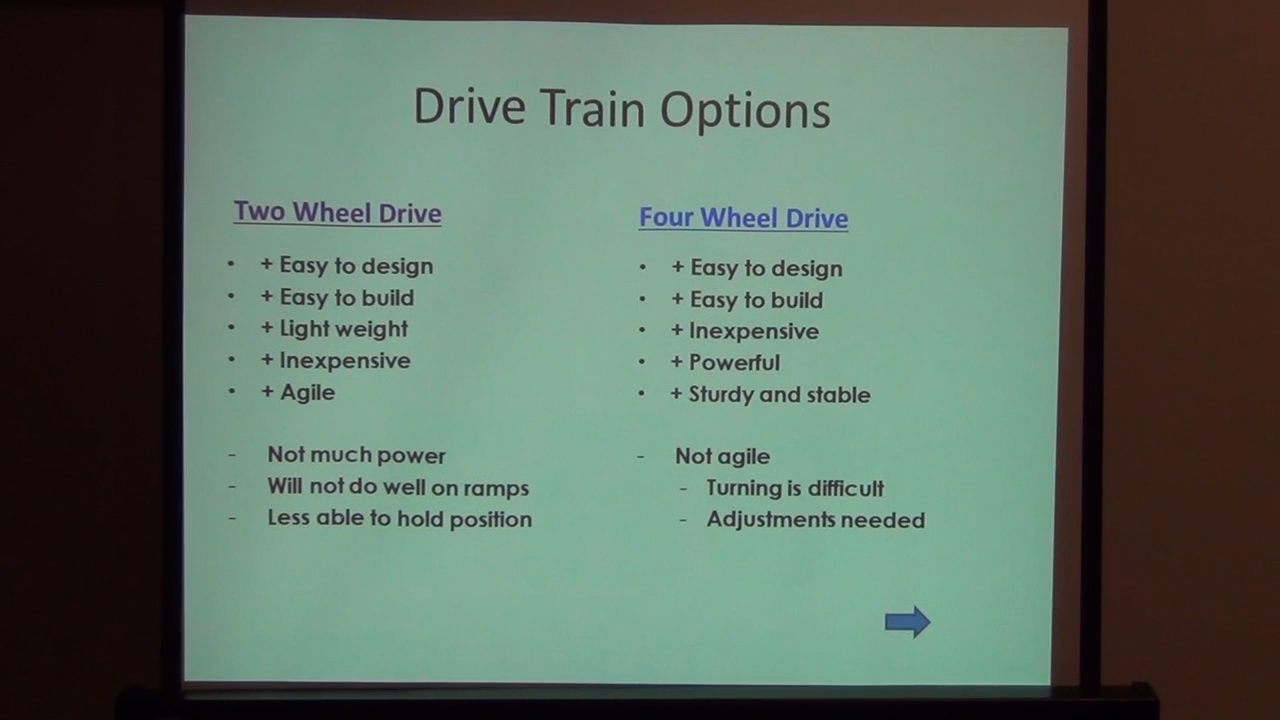 Drive Train Options
Two Wheel Drive
• + Easy to design
• + Easy to build
• + Light weight
• + Inexpensive
• + Agile
- Not much power
- Will not do well on ramps
- Less able to hold position
Four Wheel Drive
• + Easy to design
• + Easy to build
• + Inexpensive
• + Powerful
• + Sturdy and stable
- Not agile
- Turning is difficult
- Adjustments needed